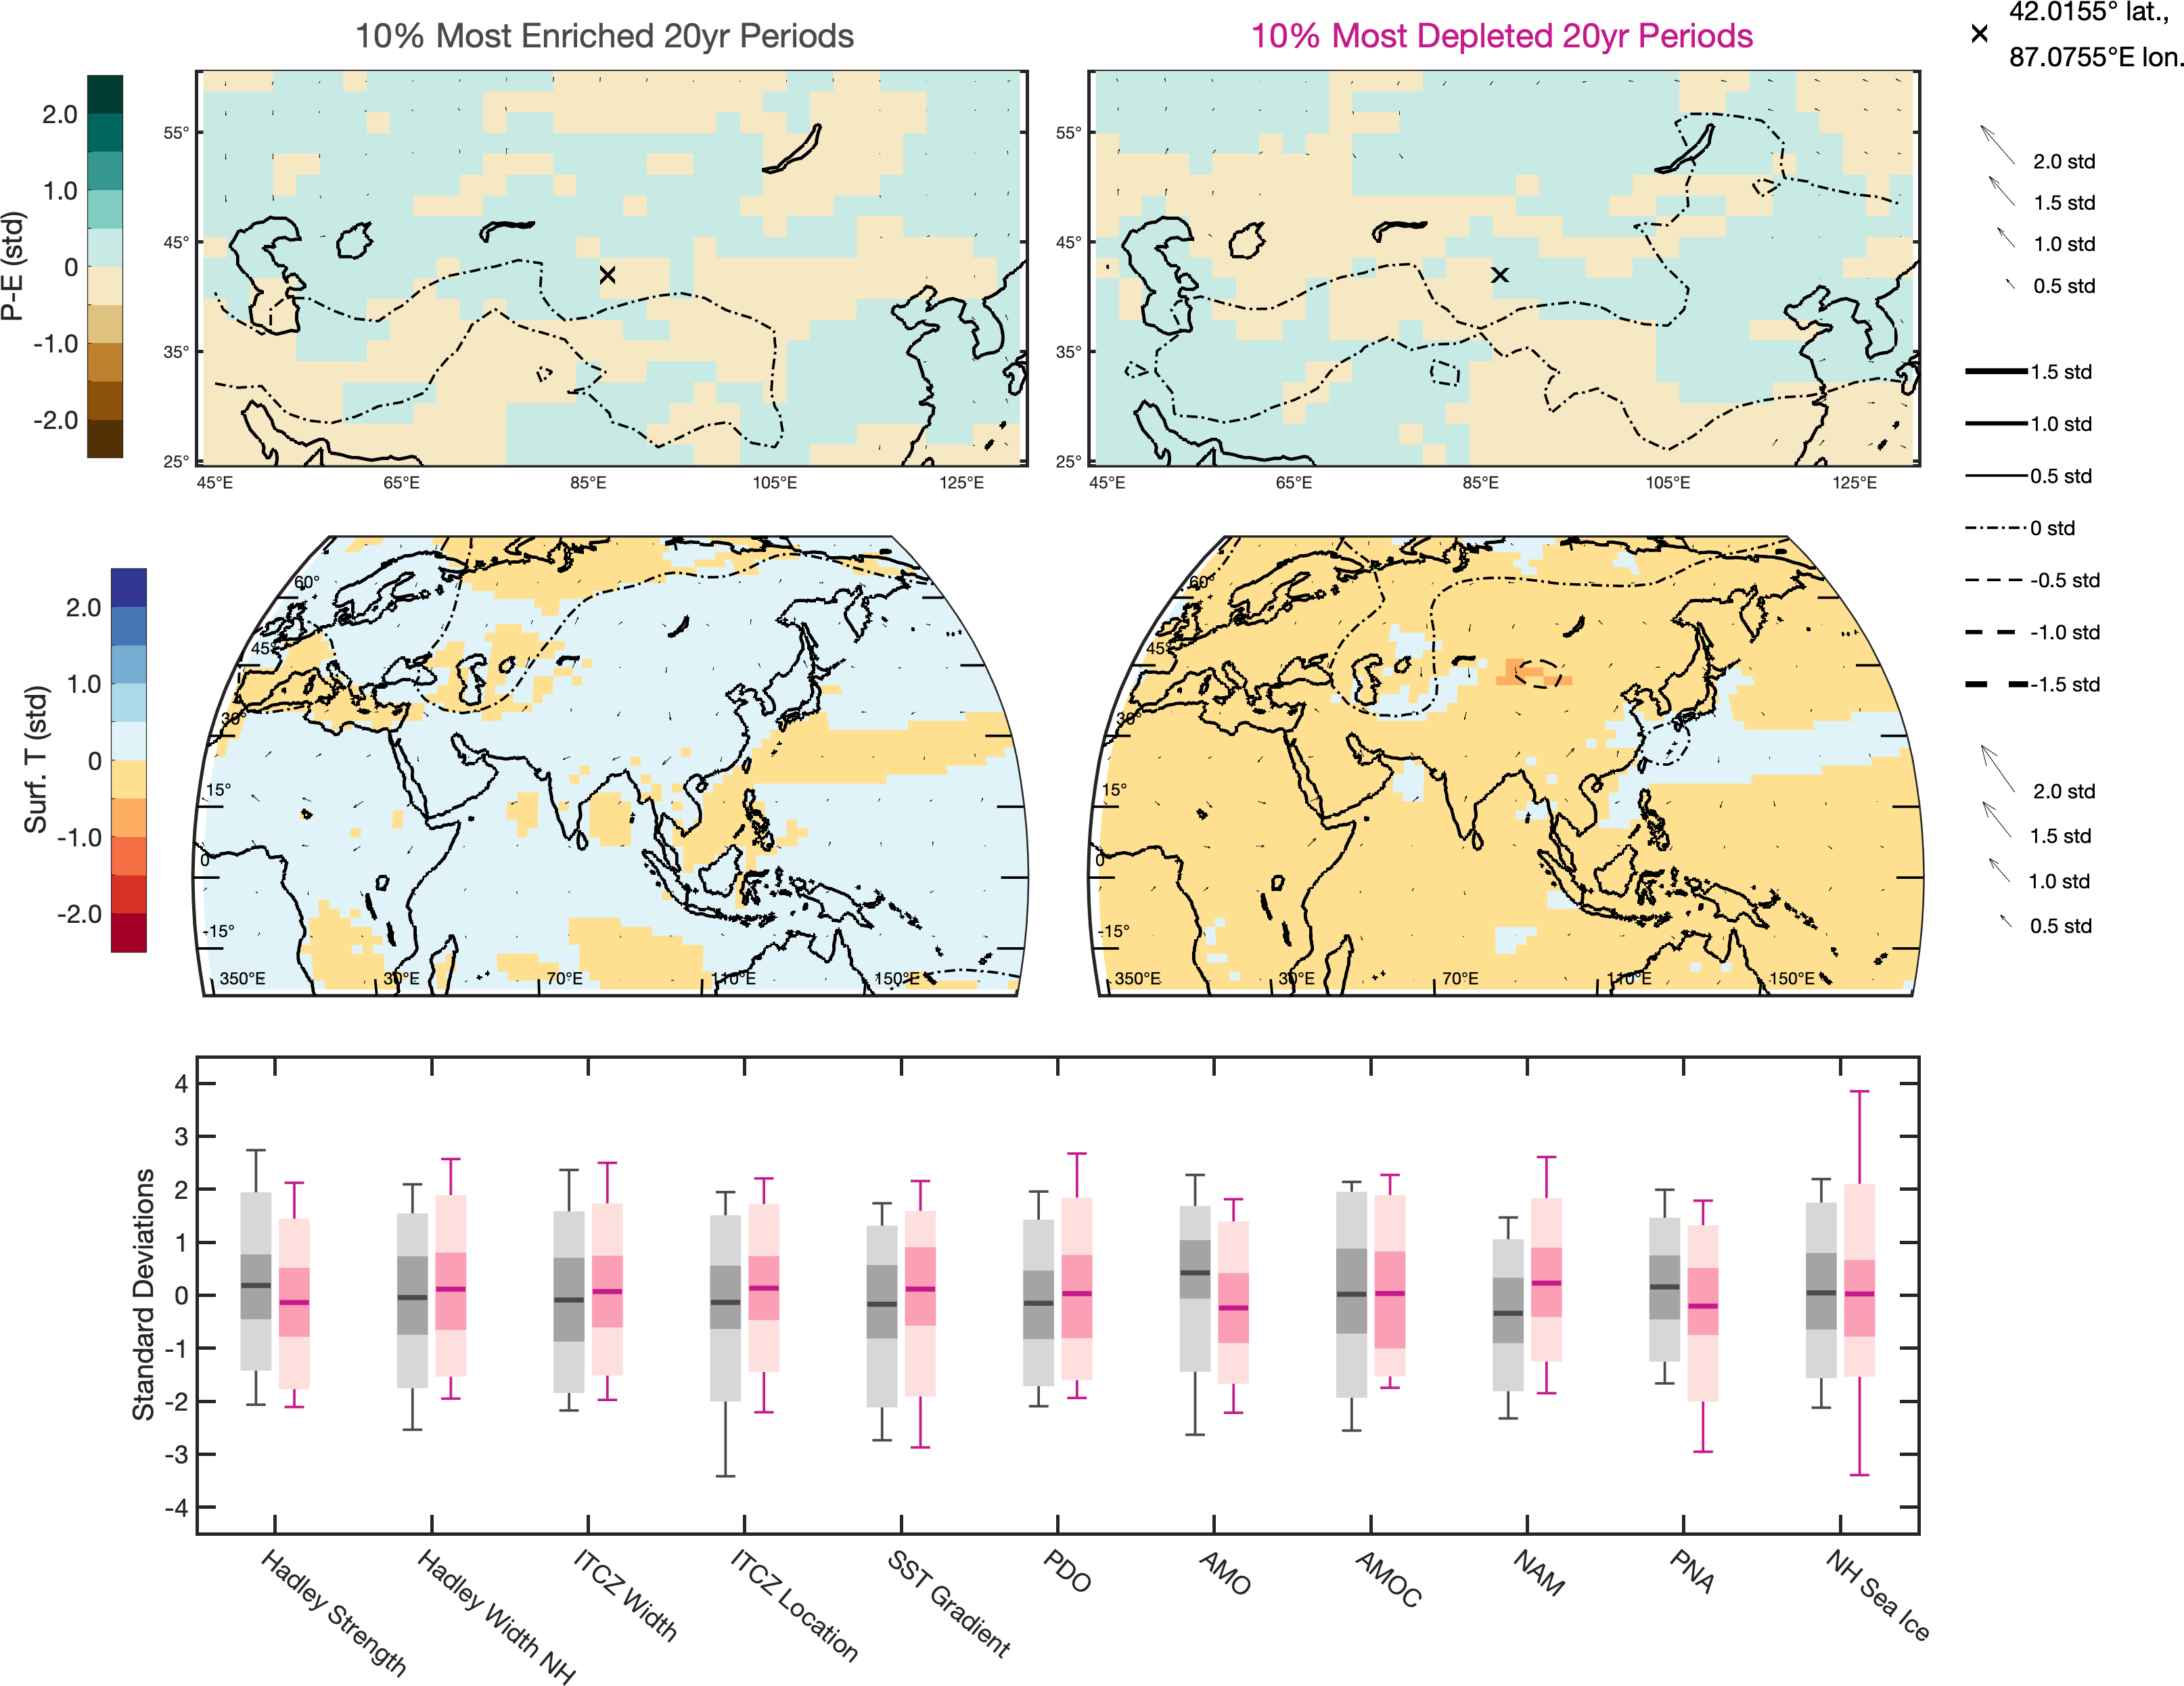 10% Most Enriched 20yr Periods
10% Most Depleted 20yr Periods
42.0155° lat.,
87.0755°E lon.
P-E (std)
2.0
1.0
0
-1.0
-2.0
55°
45°
35°
25°
45°E
65°E
85°E
105°E
125°E
55°
45°
35°
25°
45°E
65°E
85°E
105°E
125°E
2.0 std
1.5 std
1.0 std
0.5 std
1.5 std
1.0 std
0.5 std
0 std
-0.5 std
-1.0 std
-1.5 std
2.0 std
1.5 std
1.0 std
0.5 std
Surf. T (std)
2.0
1.0
0
-1.0
-2.0
60°
45°
30°
15°
0
-15°
350°E
30°E
70°E
110°E
150°E
60°
45°
30°
15°
0
-15°
350°E
30°E
70°E
110°E
150°E
Standard Deviations
4
3
2
1
0
-1
-2
-3
-4
Hadley Strength
Hadley Width NH
ITCZ Width
ITCZ Location
SST Gradient
PDO
AMO
AMOC
NAM
PNA
NH Sea Ice